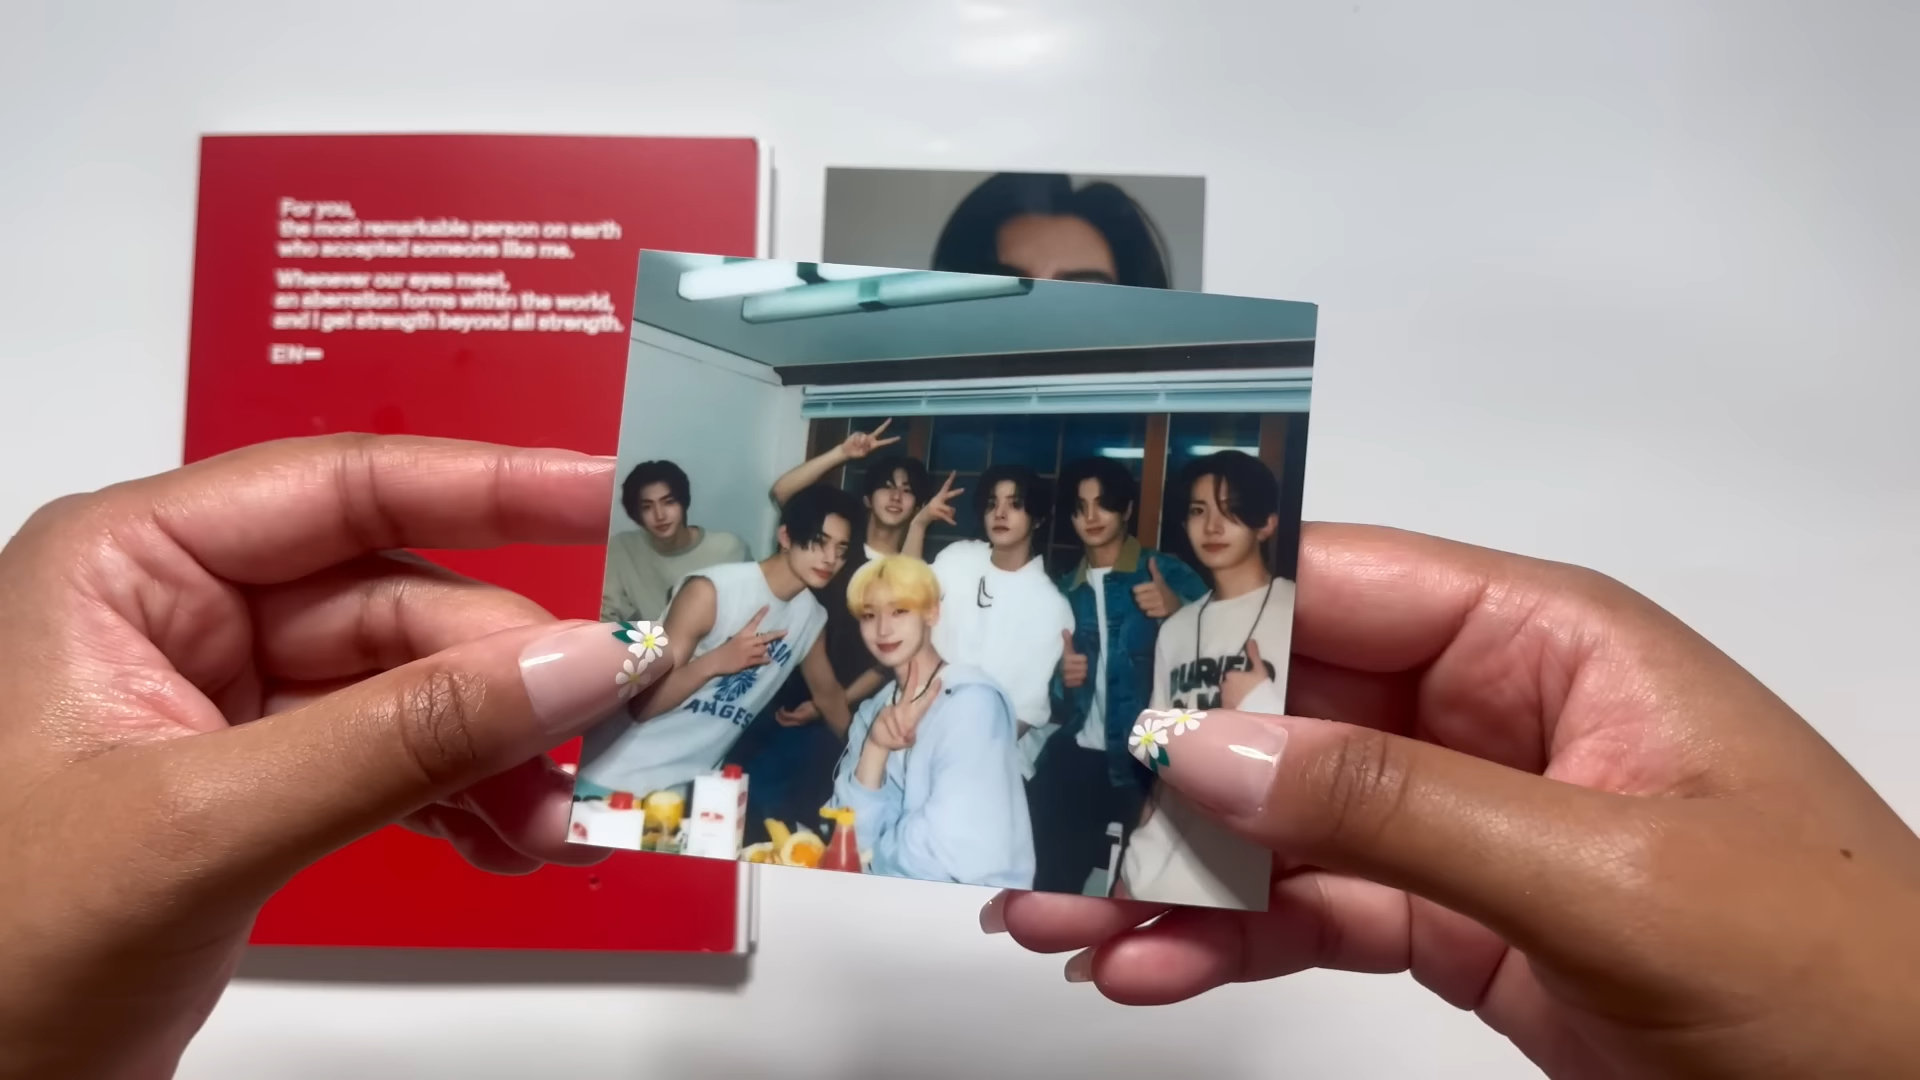 For you,
the most remarkable person on earth
who accepted someone like me.
Whenever our eyes meet,
an aberration forms within the world,
and I get strength beyond all strength.
EN–